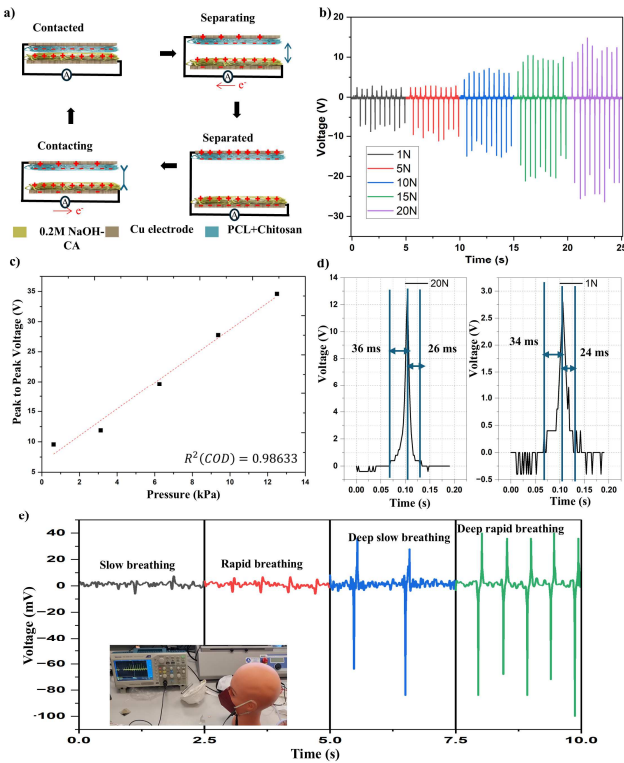 a)
Contacted
Separating
A
A
e-
Contacting
Separated
A
A
e-
0.2M NaOH-
CA
Cu electrode
PCL+Chitosan
b)
20
10
0
−10
−20
−30
Voltage (V)
1N
5N
10N
15N
20N
0 5 10 15 20 25
Time (s)
c)
35
30
25
20
15
10
5
Peak to Peak Voltage (V)
R²(COD) = 0.98633
0 2 4 6 8 10 12 14
Pressure (kPa)
d)
14
12
10
8
6
4
2
0
Voltage (V)
20N
36 ms
26 ms
0.00 0.05 0.10 0.15 0.20
Time (s)
3.0
2.5
2.0
1.5
1.0
0.5
0.0
−0.5
Voltage (V)
1N
34 ms
24 ms
0.00 0.05 0.10 0.15 0.20
Time (s)
e)
40
20
0
−20
−40
−60
−80
−100
Voltage (mV)
Slow breathing
Rapid breathing
Deep slow breathing
Deep rapid breathing
0.0 2.5 5.0 7.5 10.0
Time (s)